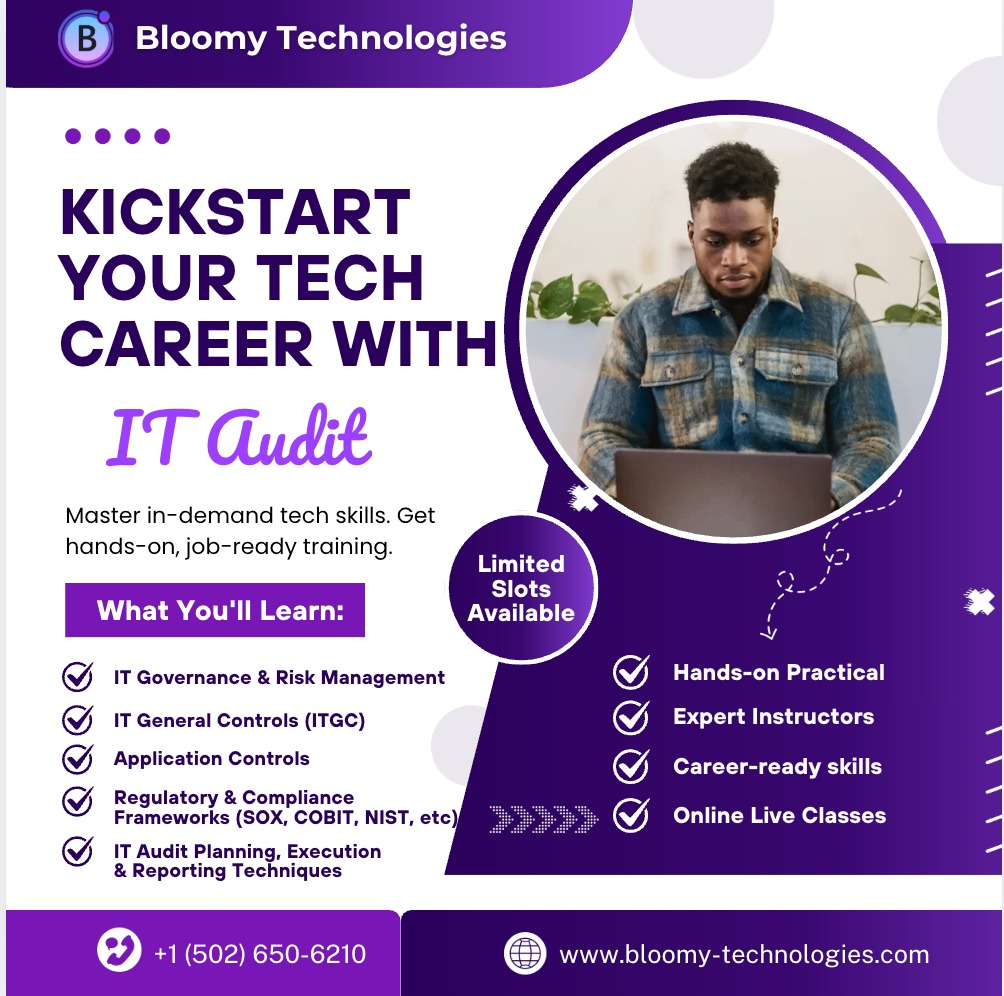 B
Bloomy Technologies
KICKSTART
YOUR TECH
CAREER WITH
IT Audit
Master in-demand tech skills. Get
hands-on, job-ready training.
Limited
Slots
Available
What You'll Learn:
IT Governance & Risk Management
IT General Controls (ITGC)
Application Controls
Regulatory & Compliance
Frameworks (SOX, COBIT, NIST, etc)
IT Audit Planning, Execution
& Reporting Techniques
Hands-on Practical
Expert Instructors
Career-ready skills
Online Live Classes
+1 (502) 650-6210
www.bloomy-technologies.com